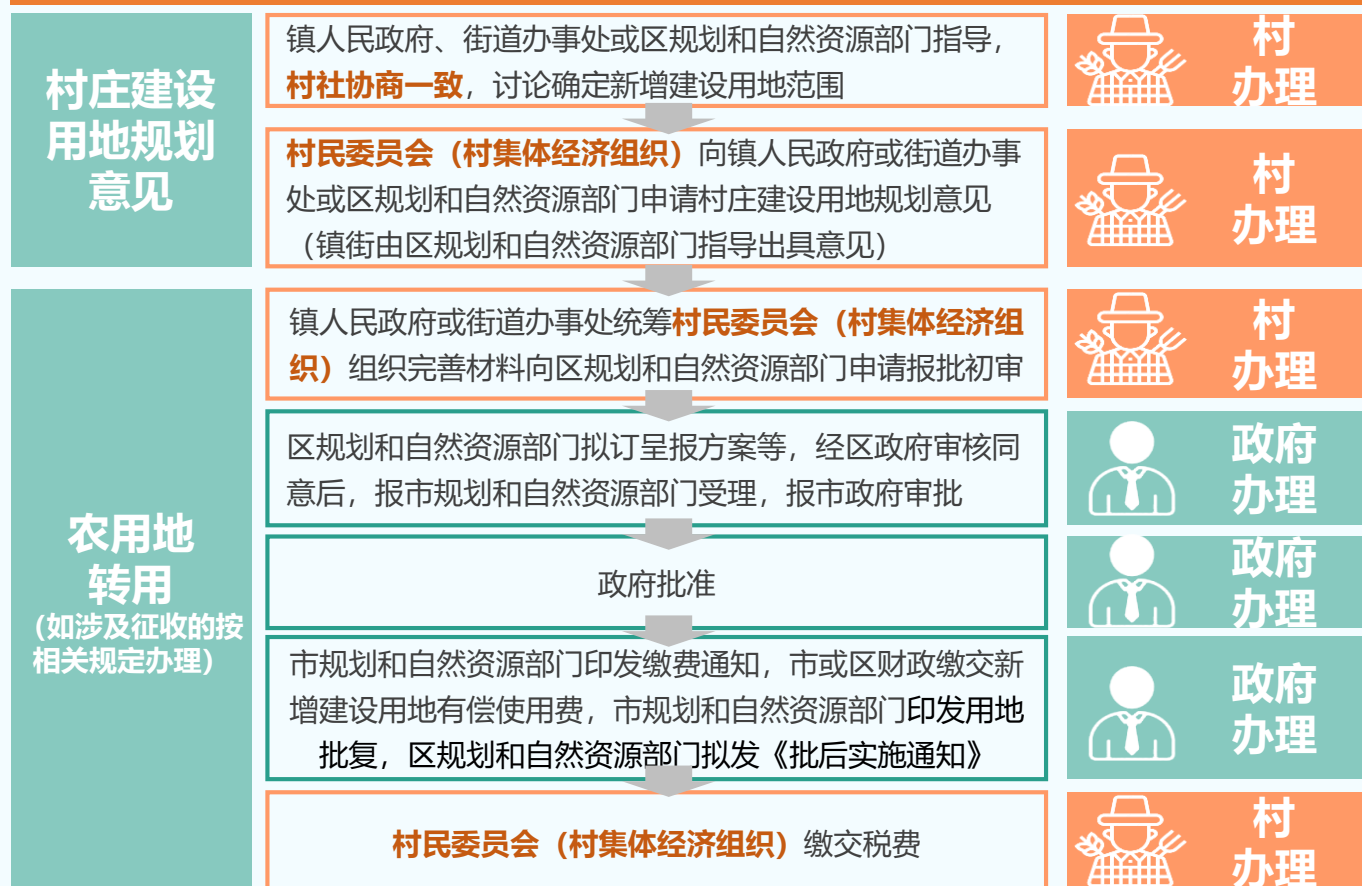 村庄建设
用地规划
意见
镇人民政府、街道办事处或区规划和自然资源部门指导，
村社协商一致，讨论确定新增建设用地范围
村
办理
村民委员会（村集体经济组织）向镇人民政府或街道办事
处或区规划和自然资源部门申请村庄建设用地规划意见
（镇街由区规划和自然资源部门指导出具意见）
村
办理
农用地
转用
（如涉及征收的按
相关规定办理）
镇人民政府或街道办事处统筹村民委员会（村集体经济组
织）组织完善材料向区规划和自然资源部门申请报批初审
村
办理
区规划和自然资源部门拟订呈报方案等，经区政府审核同
意后，报市规划和自然资源部门受理，报市政府审批
政府
办理
政府批准
政府
办理
市规划和自然资源部门印发缴费通知，市或区财政缴交新
增建设用地有偿使用费，市规划和自然资源部门印发用地
批复，区规划和自然资源部门拟发《批后实施通知》
政府
办理
村民委员会（村集体经济组织）缴交税费
村
办理